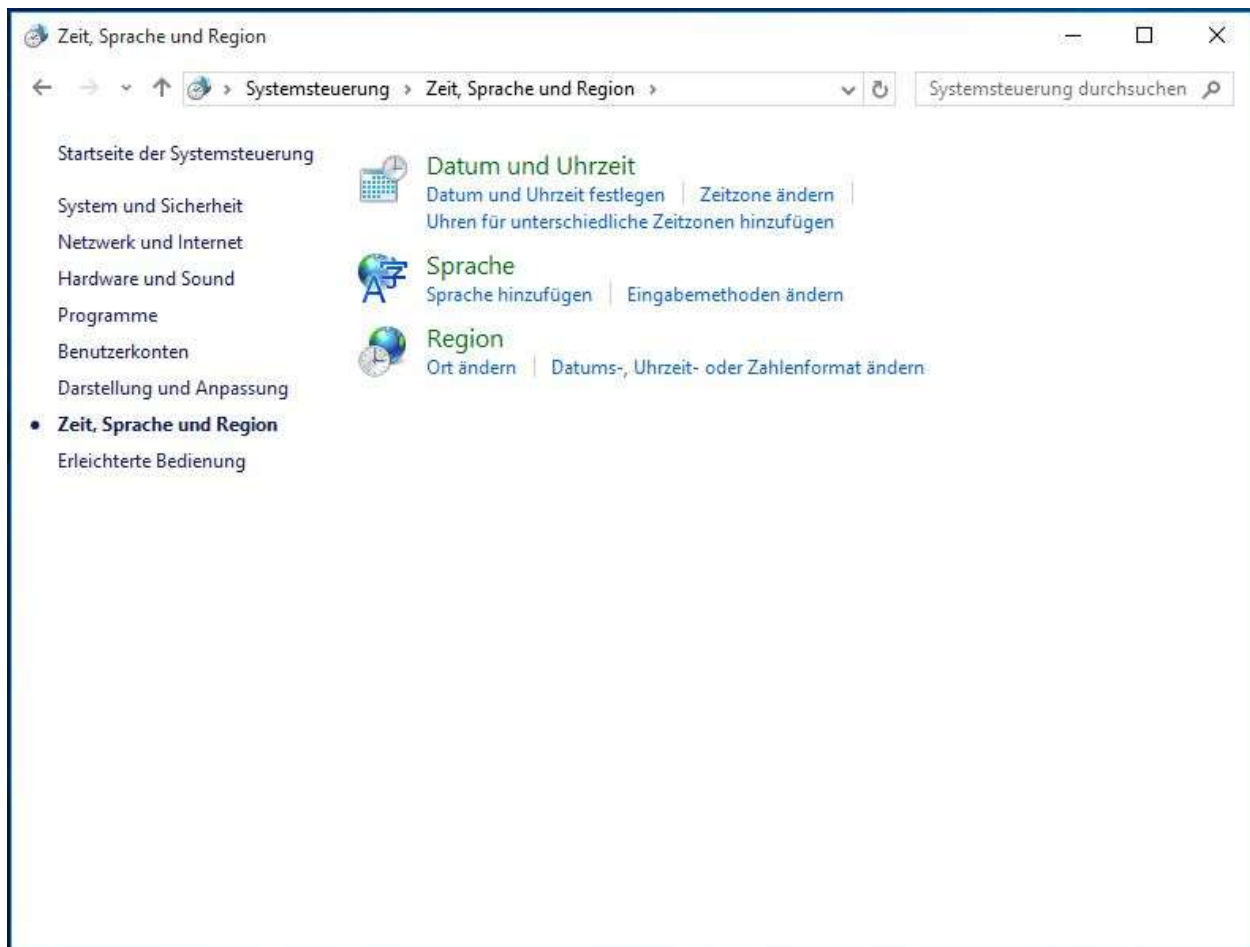 Zeit, Sprache und Region
Systemsteuerung › Zeit, Sprache und Region ›
Systemsteuerung durchsuchen
Startseite der Systemsteuerung
System und Sicherheit
Netzwerk und Internet
Hardware und Sound
Programme
Benutzerkonten
Darstellung und Anpassung
Zeit, Sprache und Region
Erleichterte Bedienung
Datum und Uhrzeit
Datum und Uhrzeit festlegen | Zeitzone ändern |
Uhren für unterschiedliche Zeitzonen hinzufügen
Sprache
Sprache hinzufügen | Eingabemethoden ändern
Region
Ort ändern | Datums-, Uhrzeit- oder Zahlenformat ändern